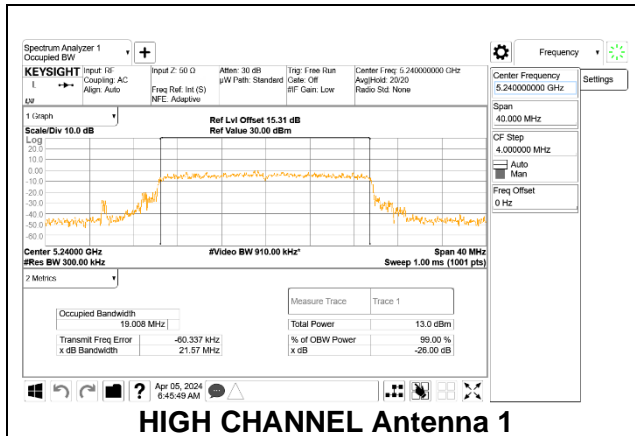 Spectrum Analyzer 1
Occupied BW
+
Frequency
KEYSIGHT
Input: RF
Coupling: AC
Align: Auto
Input Z: 50 Ω
Freq Ref: Int (S)
NFE: Adaptive
Atten: 30 dB
µW Path: Standard
Trig: Free Run
Gate: Off
#IF Gain: Low
Center Freq: 5.240000000 GHz
Avg|Hold: 20/20
Radio Std: None
L
Center Frequency
5.240000000 GHz
Settings
Span
40.000 MHz
CF Step
4.000000 MHz
Auto
Man
Freq Offset
0 Hz
1 Graph
Scale/Div 10.0 dB
Ref Lvl Offset 15.31 dB
Ref Value 30.00 dBm
Log
20.0
10.0
0.00
-10.0
-20.0
-30.0
-40.0
-50.0
-60.0
Center 5.24000 GHz
#Res BW 300.00 kHz
#Video BW 910.00 kHz*
Span 40 MHz
Sweep 1.00 ms (1001 pts)
2 Metrics
Measure Trace
Trace 1
Occupied Bandwidth
19.008 MHz
Total Power
13.0 dBm
Transmit Freq Error
-60.337 kHz
% of OBW Power
99.00 %
x dB Bandwidth
21.57 MHz
x dB
-26.00 dB
?
Apr 05, 2024
6:45:49 AM
HIGH CHANNEL Antenna 1